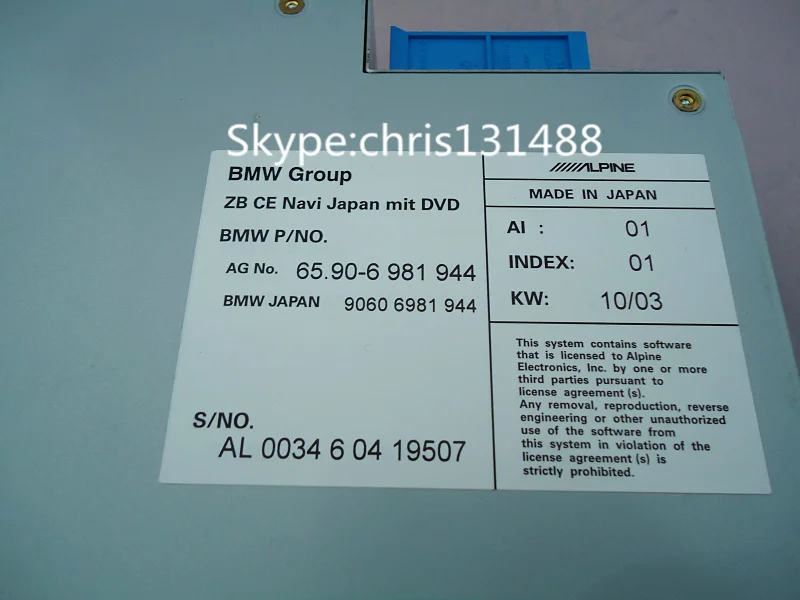 Skype:chris131488
BMW Group
ZB CE Navi Japan mit DVD
BMW P/NO.
AG No. 65.90-6 981 944
BMW JAPAN 9060 6981 944
S/NO.
AL 0034 6 04 19507
ALPINE
MADE IN JAPAN
AI : 01
INDEX: 01
KW: 10/03
This system contains software
that is licensed to Alpine
Electronics, Inc. by one or more
third parties pursuant to
license agreement (s).
Any removal, reproduction, reverse
engineering or other unauthorized
use of the software from
this system in violation of the
license agreement (s) is
strictly prohibited.